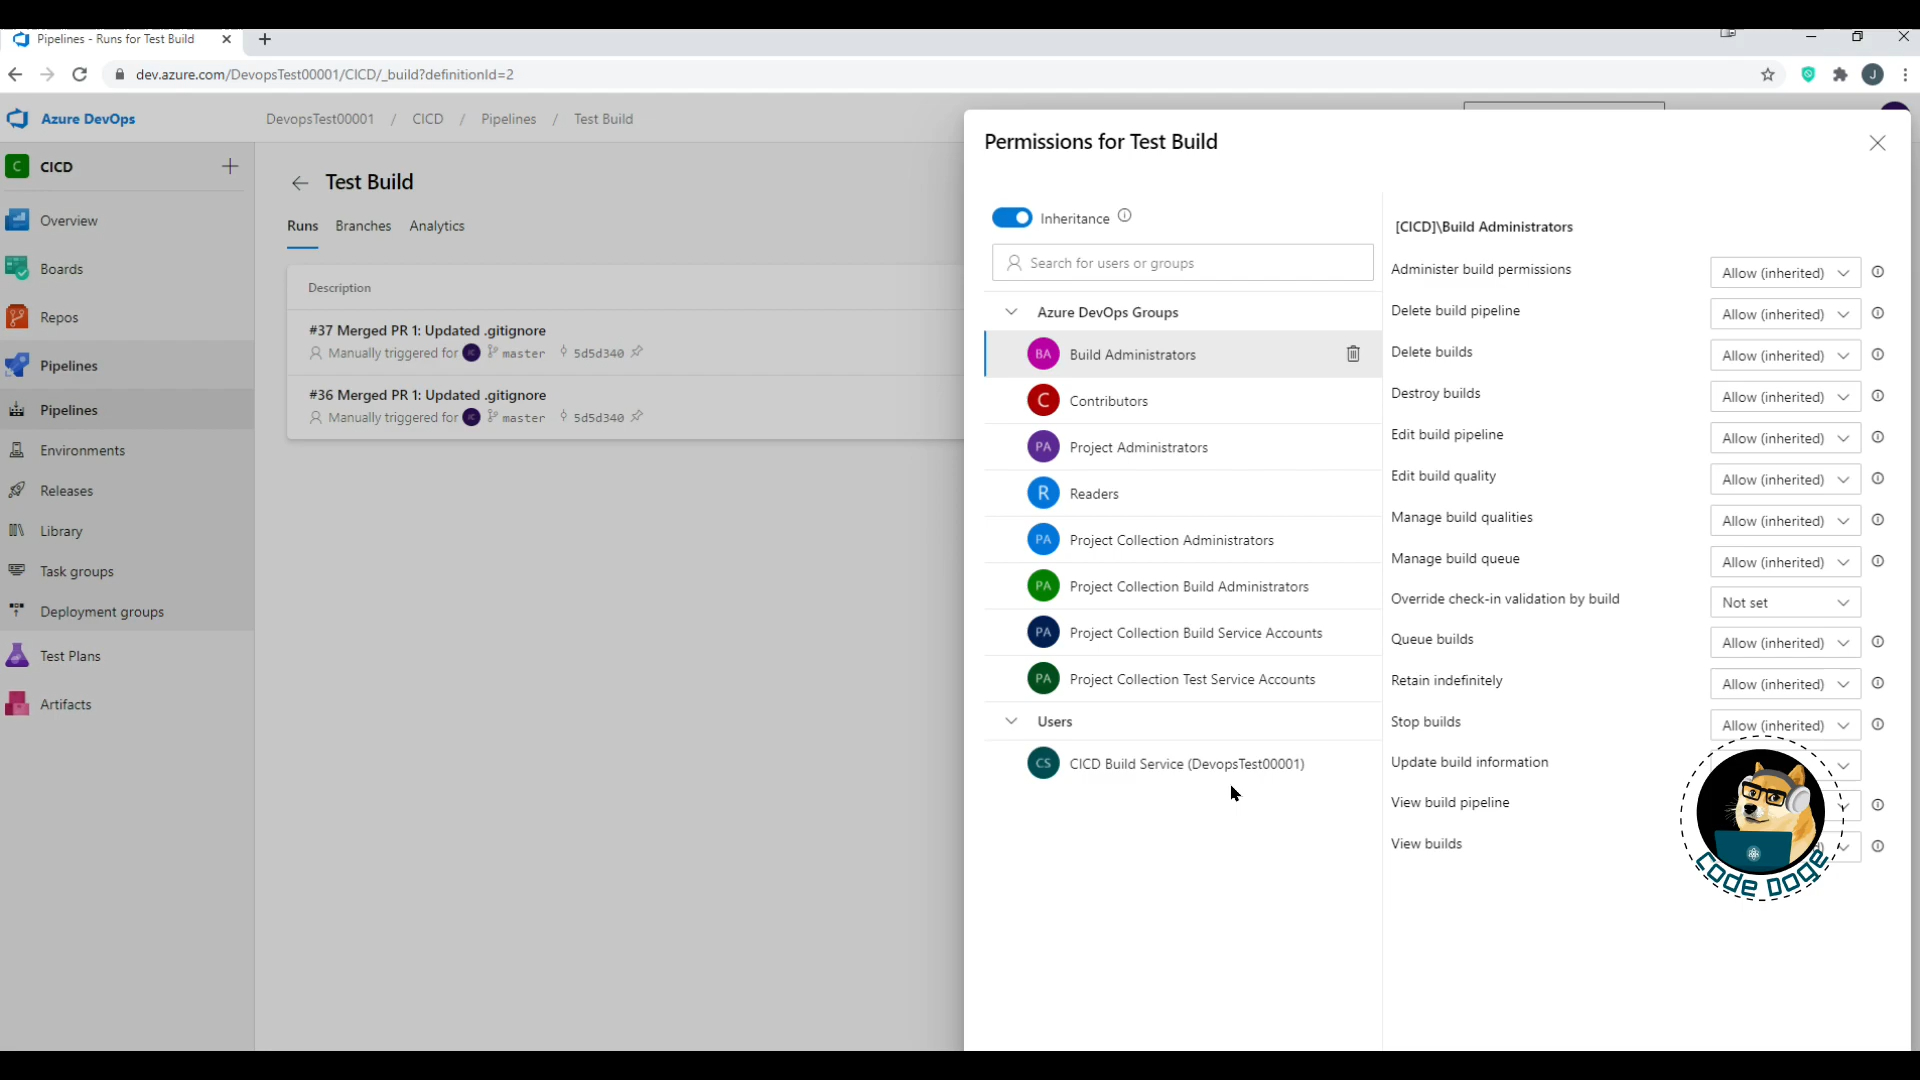 Pipelines - Runs for Test Build
dev.azure.com/DevopsTest00001/CICD/_build?definitionId=2
J
Azure DevOps
DevopsTest00001 / CICD / Pipelines / Test Build
C CICD
Overview
Boards
Repos
Pipelines
Pipelines
Environments
Releases
Library
Task groups
Deployment groups
Test Plans
Artifacts
Test Build
Runs Branches Analytics
Description
#37 Merged PR 1: Updated .gitignore
Manually triggered for JC master 5d5d340
#36 Merged PR 1: Updated .gitignore
Manually triggered for JC master 5d5d340
Permissions for Test Build
Inheritance
Search for users or groups
Azure DevOps Groups
BA Build Administrators
C Contributors
PA Project Administrators
R Readers
PA Project Collection Administrators
PA Project Collection Build Administrators
PA Project Collection Build Service Accounts
PA Project Collection Test Service Accounts
Users
CS CICD Build Service (DevopsTest00001)
[CICD]\Build Administrators
Administer build permissions Allow (inherited)
Delete build pipeline Allow (inherited)
Delete builds Allow (inherited)
Destroy builds Allow (inherited)
Edit build pipeline Allow (inherited)
Edit build quality Allow (inherited)
Manage build qualities Allow (inherited)
Manage build queue Allow (inherited)
Override check-in validation by build Not set
Queue builds Allow (inherited)
Retain indefinitely Allow (inherited)
Stop builds Allow (inherited)
Update build information
View build pipeline
View builds
Code Doge